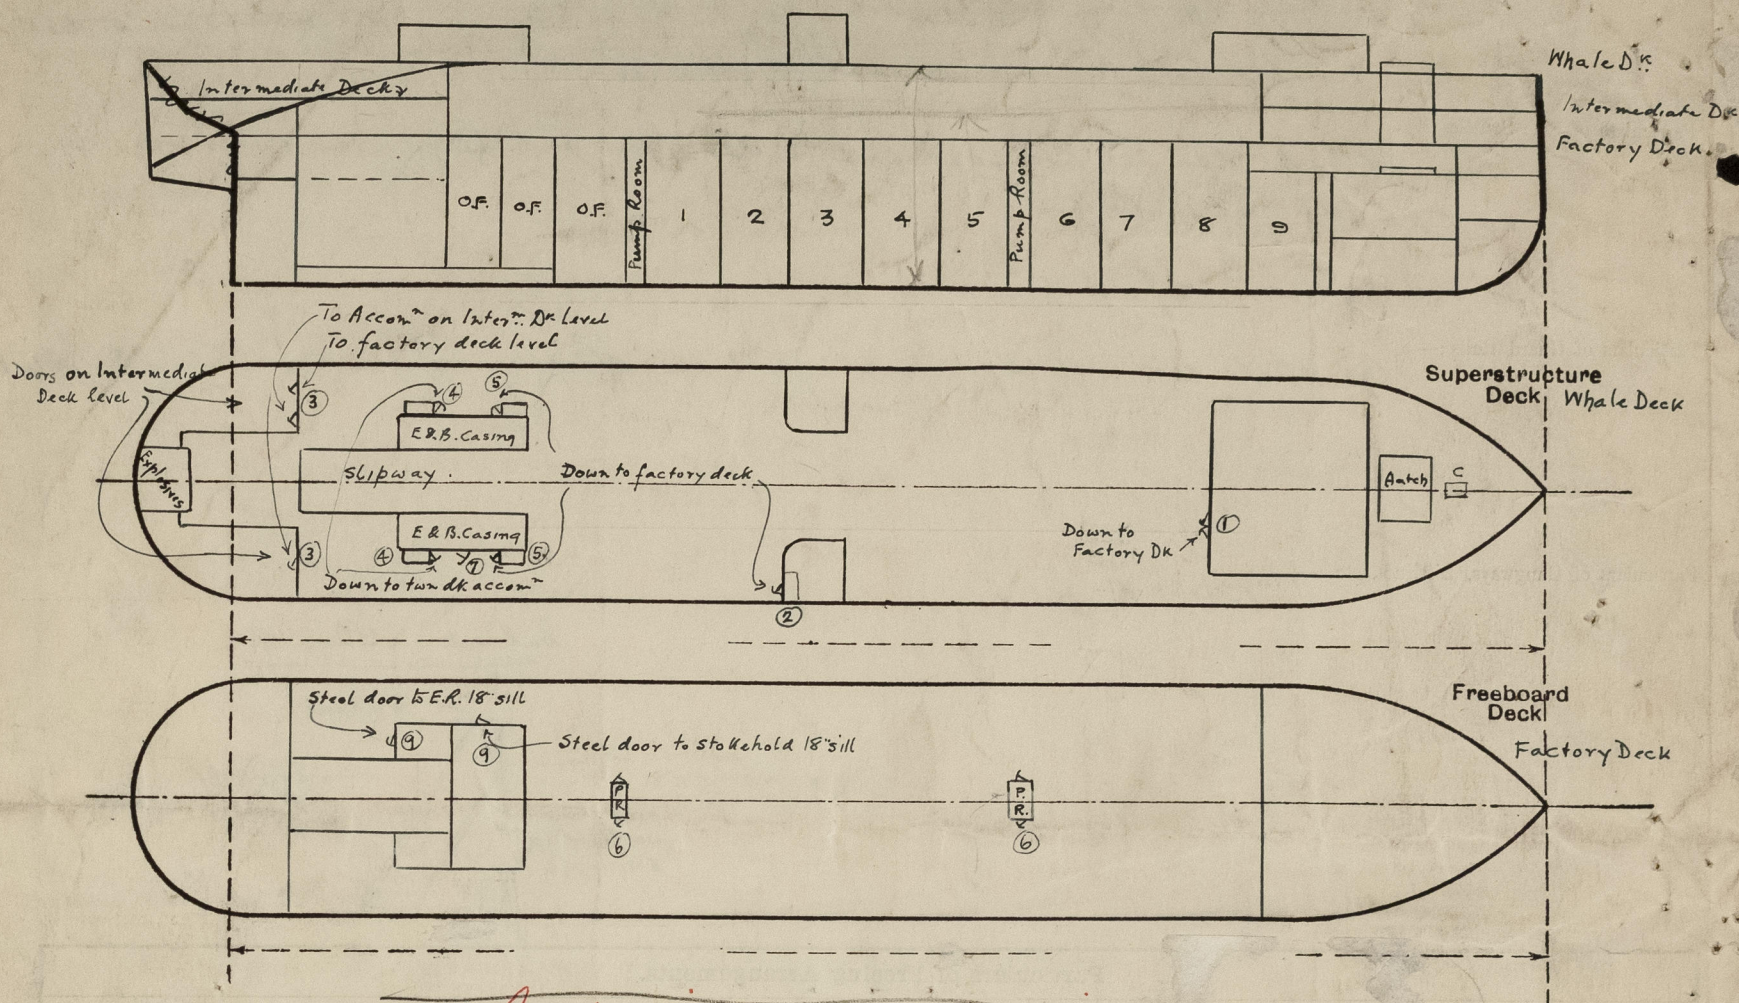 Whale Dk.
Intermediate Decks
Intermediate Dk
Factory Deck.
O.F.
O.F.
O.F.
Pump Room
1
2
3
4
5
Pump Room
6
7
8
9
To Accomn on Interm. Dk level
To factory deck level
Doors on Intermediate
Deck level
Superstructure
Deck
Whale Deck
3
4
5
E & B. Casing
Explosives
Slipway.
Down to factory deck
Hatch
C
E & B. Casing
Down to
Factory Dk
1
3
4
7
5
Down to twn dk accomn
2
Steel door to E.R. 18" sill
Freeboard
Deck
9
9
Steel door to stokehold 18" sill
Factory Deck
P
R
P.
R.
6
6